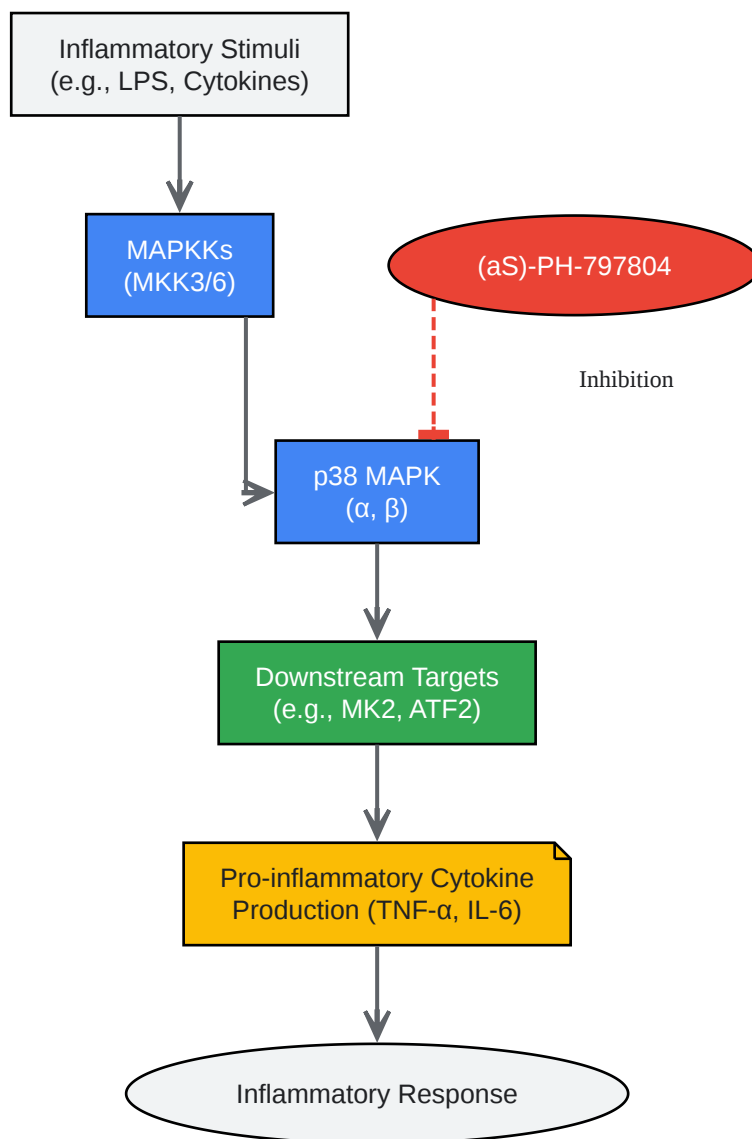 Inflammatory Stimuli
(e.g., LPS, Cytokines)
MAPKKs
(MKK3/6)
(aS)-PH-797804
Inhibition
p38 MAPK
(α, β)
Downstream Targets
(e.g., MK2, ATF2)
Pro-inflammatory Cytokine
Production (TNF-α, IL-6)
Inflammatory Response